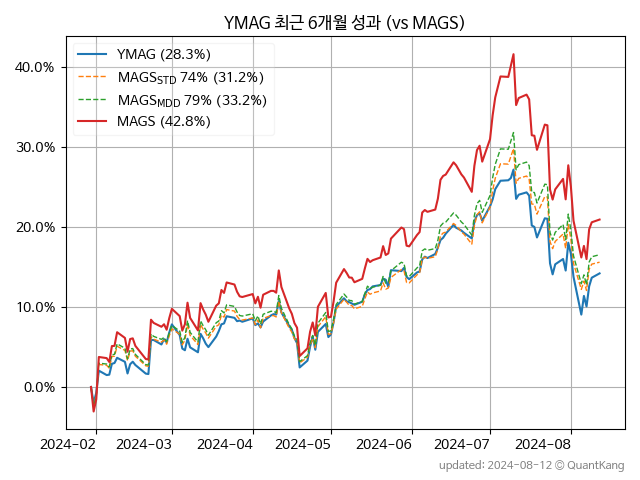 YMAG 최근 6개월 성과 (vs MAGS)
YMAG (28.3%)
MAGS_STD 74% (31.2%)
MAGS_MDD 79% (33.2%)
MAGS (42.8%)
40.0%
30.0%
20.0%
10.0%
0.0%
2024-02 2024-03 2024-04 2024-05 2024-06 2024-07 2024-08
updated: 2024-08-12 © QuantKang